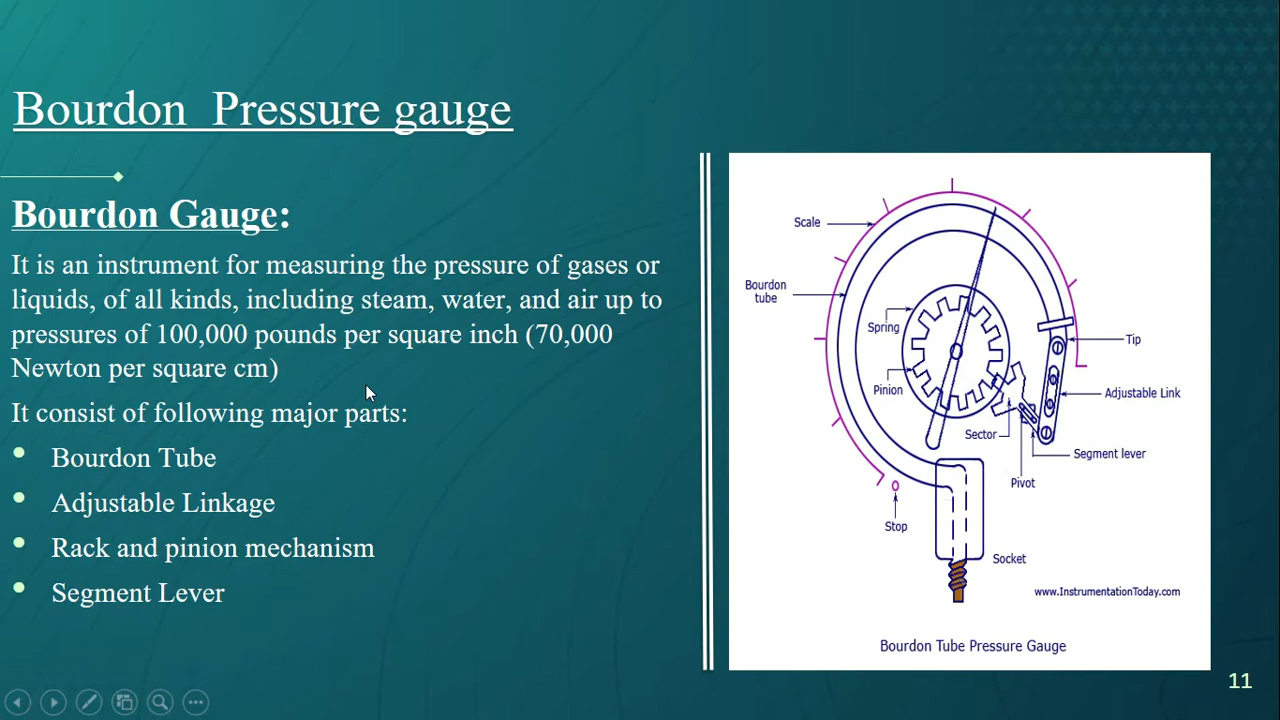 Bourdon Pressure gauge
Bourdon Gauge:
It is an instrument for measuring the pressure of gases or
liquids, of all kinds, including steam, water, and air up to
pressures of 100,000 pounds per square inch (70,000
Newton per square cm)
It consist of following major parts:
• Bourdon Tube
• Adjustable Linkage
• Rack and pinion mechanism
• Segment Lever
Scale
Bourdon
tube
Spring
Pinion
Tip
Adjustable Link
Sector
Segment lever
Pivot
Stop
Socket
www.InstrumentationToday.com
Bourdon Tube Pressure Gauge
11